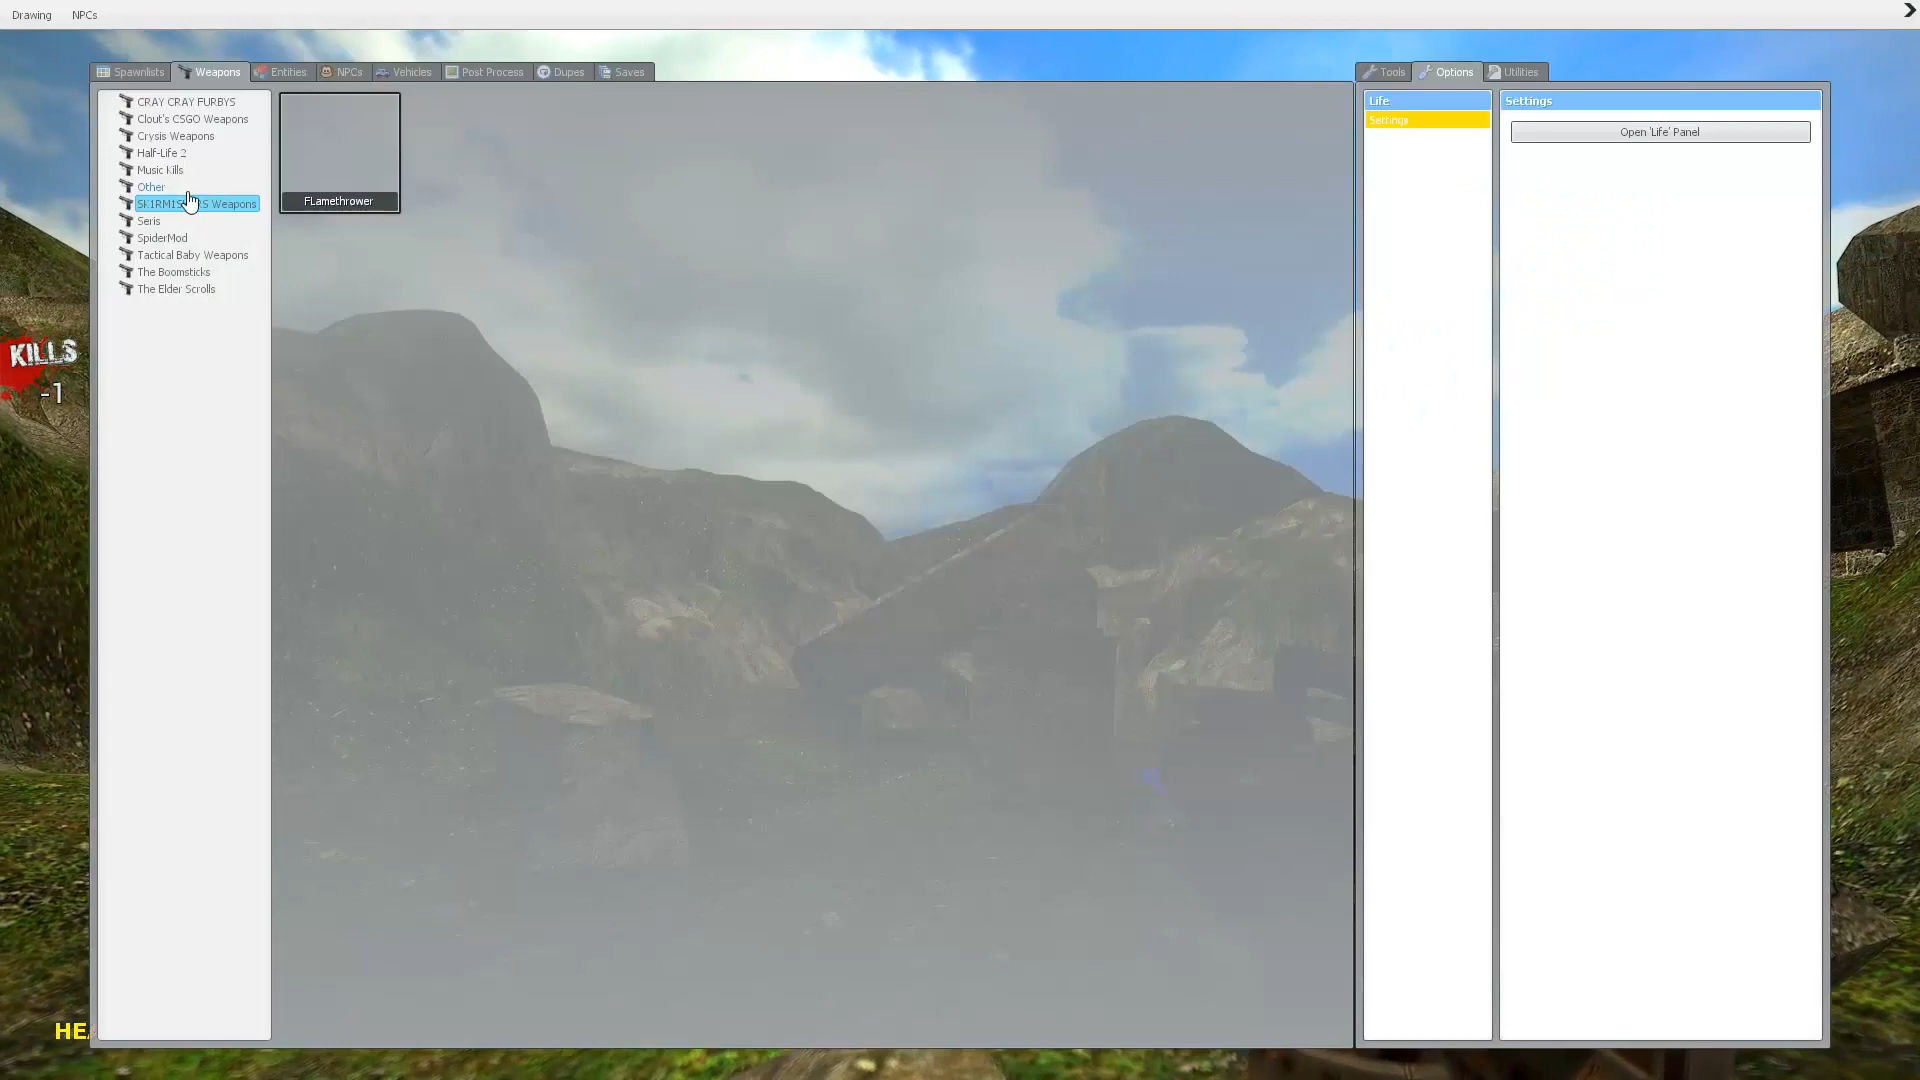 Drawing NPCs
Spawnlists Weapons Entities NPCs Vehicles Post Process Dupes Saves
CRAY CRAY FURBYS
Clout's CSGO Weapons
Crysis Weapons
Half-Life 2
Music Kills
Other
Weapons
Seris
SpiderMod
Tactical Baby Weapons
The Boomsticks
The Elder Scrolls
FLamethrower
KILLS
-1
HEA
Tools Options Utilities
Life
Settings
Settings
Open 'Life' Panel